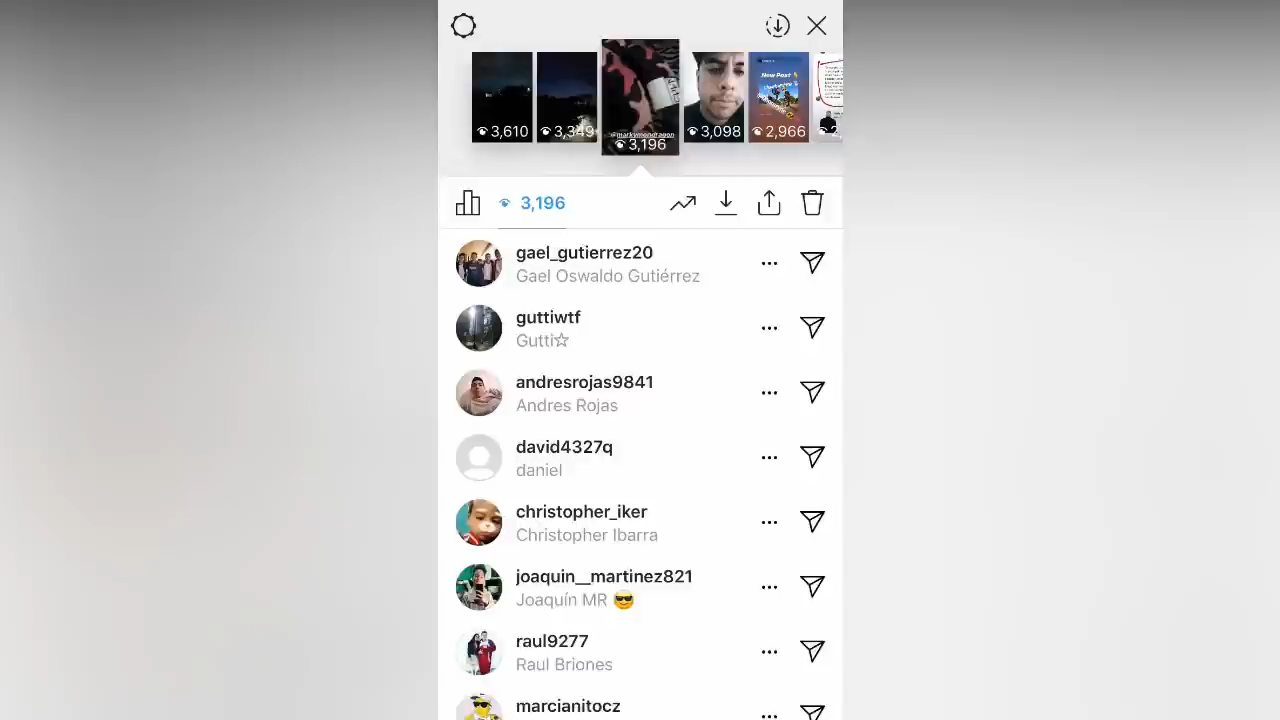 3,610
3,349
@markymondragon
3,196
3,098
New Post
2,966
3,196
gael_gutierrez20
Gael Oswaldo Gutiérrez
guttiwtf
Gutti☆
andresrojas9841
Andres Rojas
david4327q
daniel
christopher_iker
Christopher Ibarra
joaquin__martinez821
Joaquín MR 😎
raul9277
Raul Briones
marcianitocz